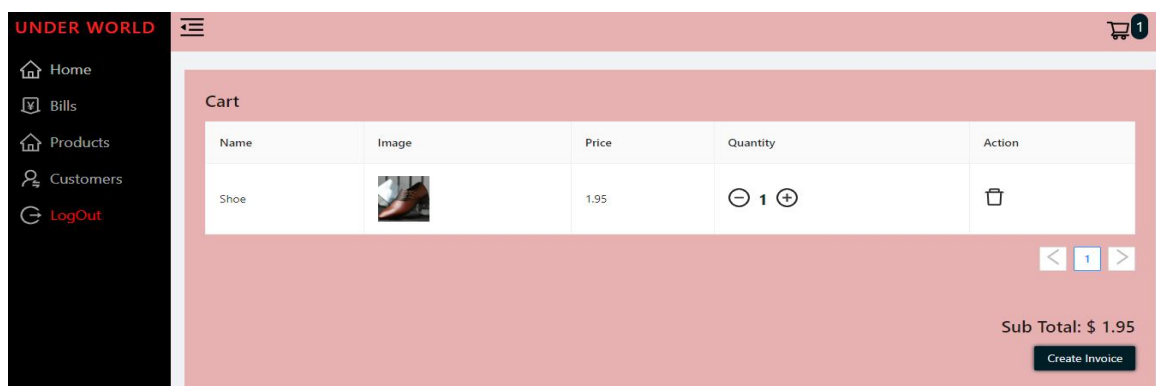 UNDER WORLD
1
Home
Bills
Products
Customers
LogOut
Cart
Name Image Price Quantity Action
Shoe 1.95 1
1
Sub Total: $ 1.95
Create Invoice